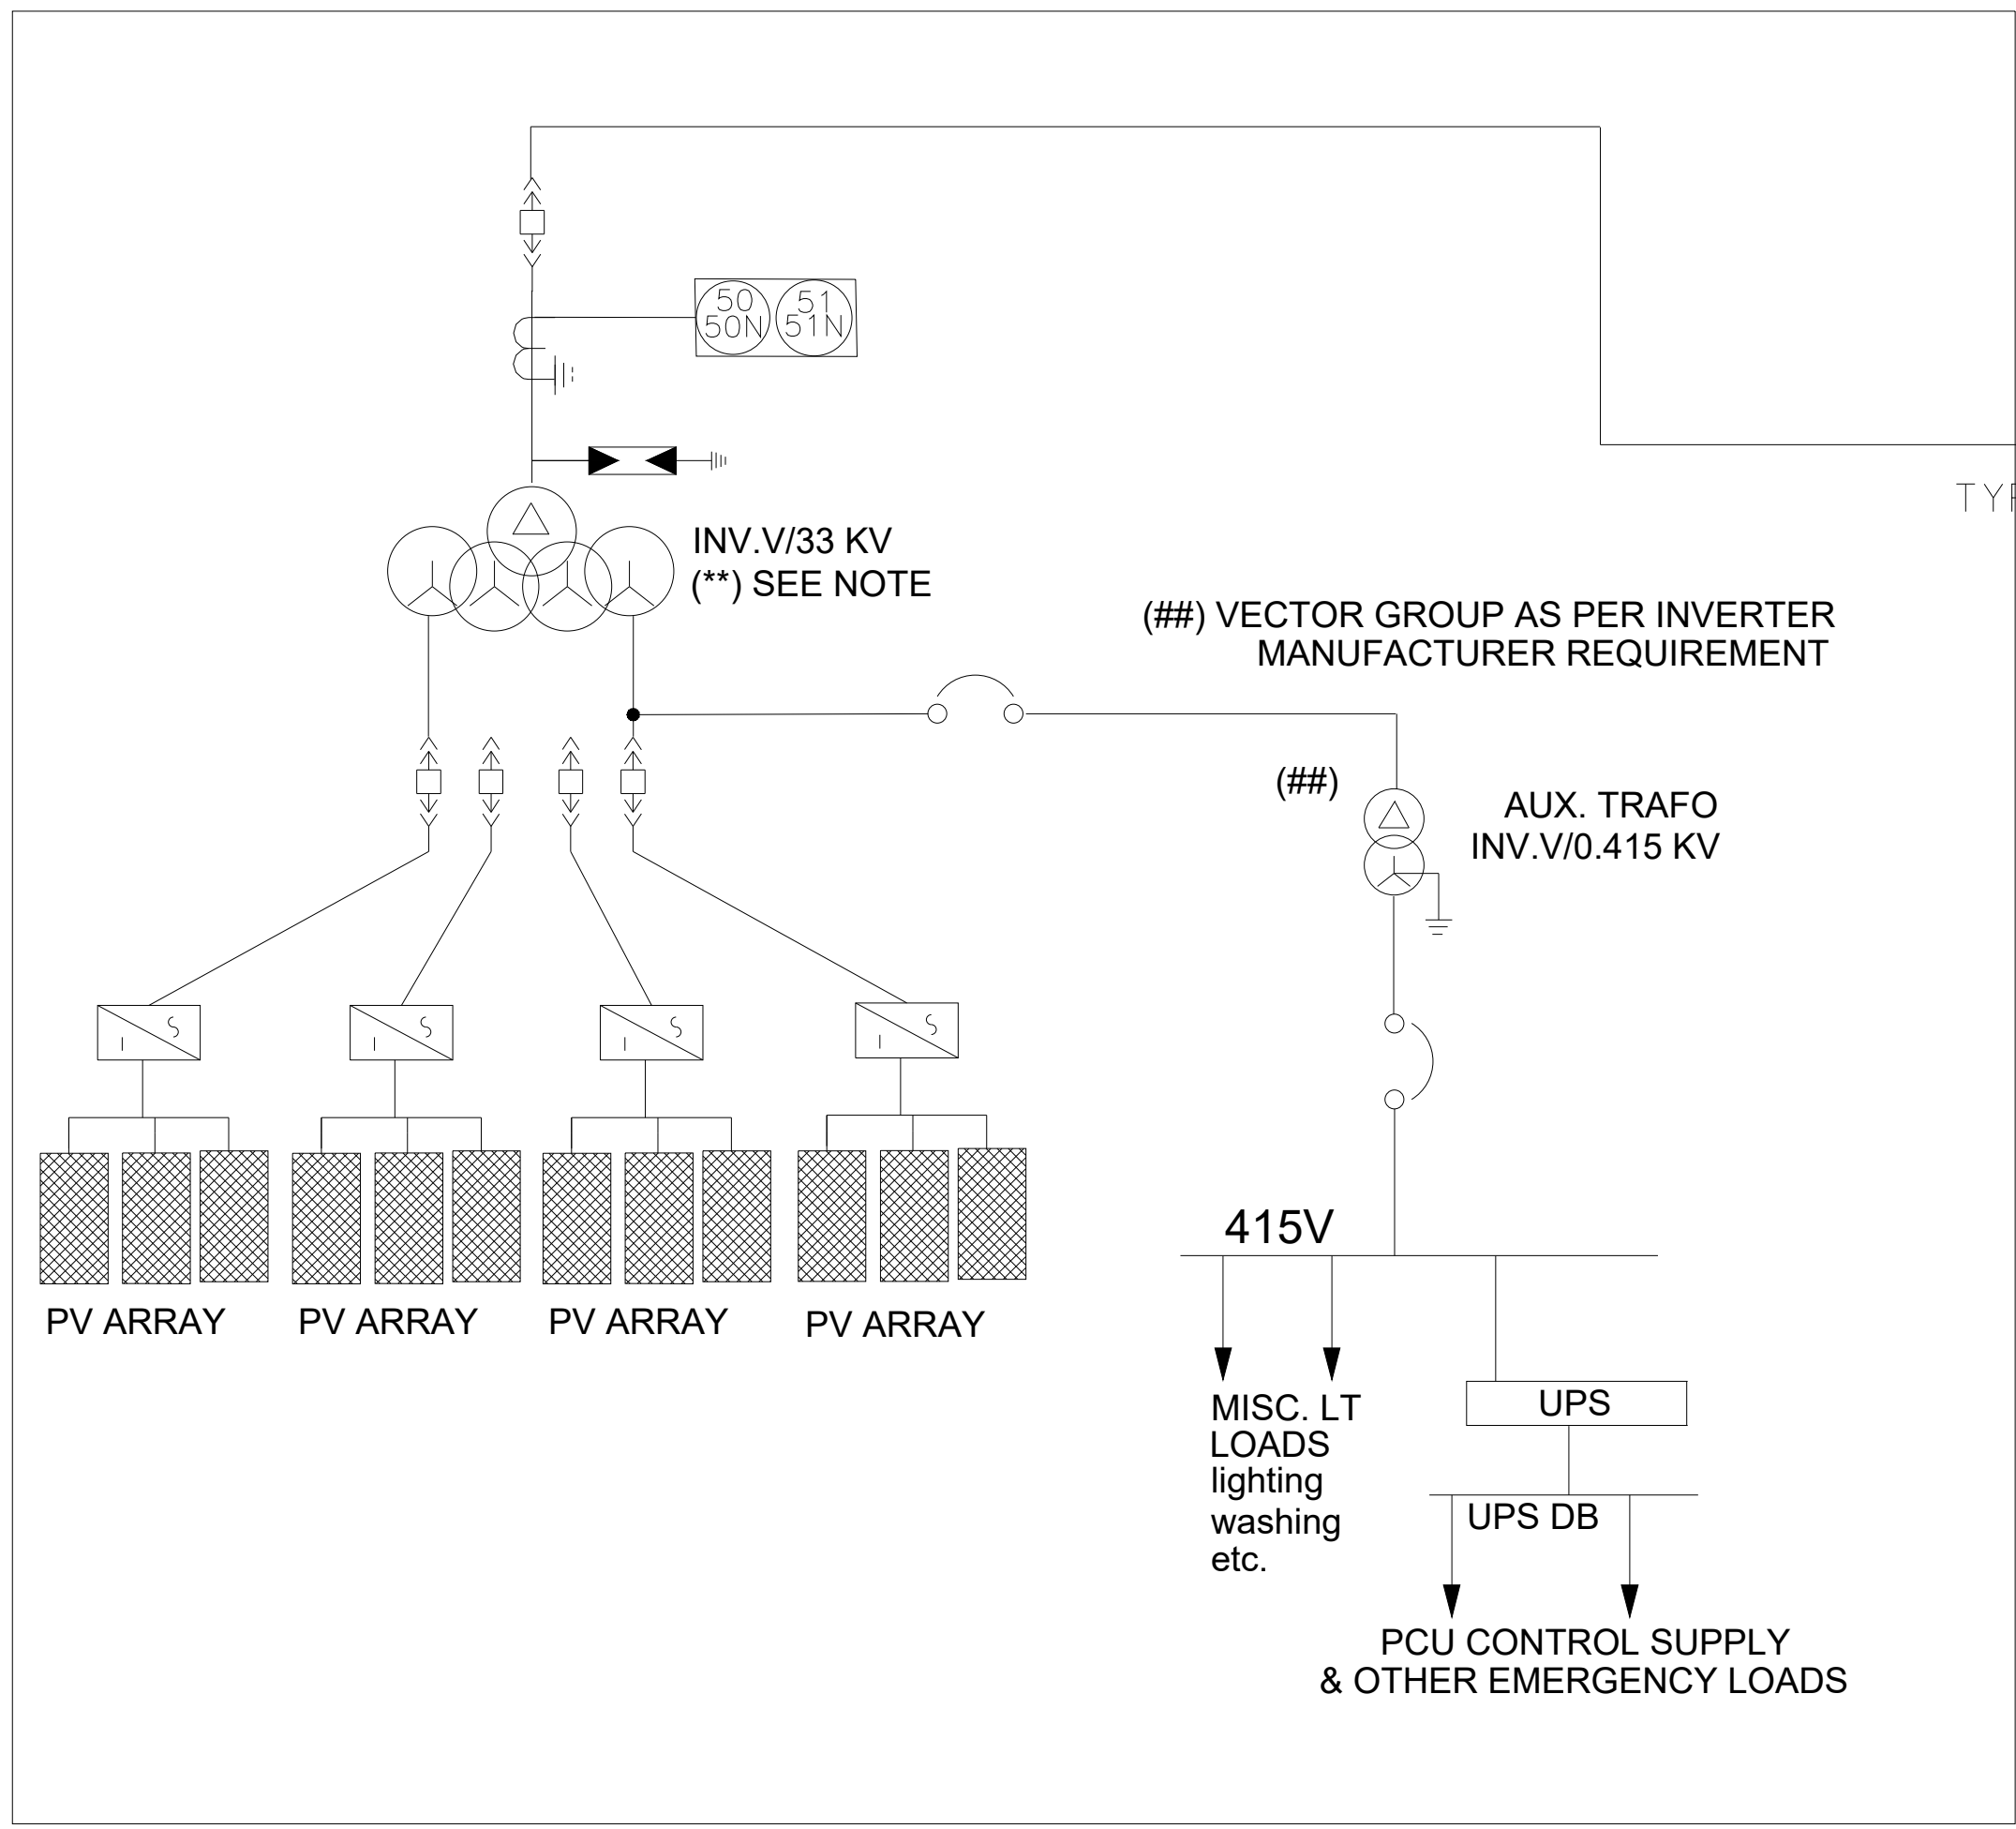 50
50N
51
51N
INV.V/33 KV
(**) SEE NOTE
(##) VECTOR GROUP AS PER INVERTER
MANUFACTURER REQUIREMENT
(##)
AUX. TRAFO
INV.V/0.415 KV
S
I
S
I
S
I
S
I
PV ARRAY
PV ARRAY
PV ARRAY
PV ARRAY
415V
MISC. LT
LOADS
lighting
washing
etc.
UPS
UPS DB
PCU CONTROL SUPPLY
& OTHER EMERGENCY LOADS